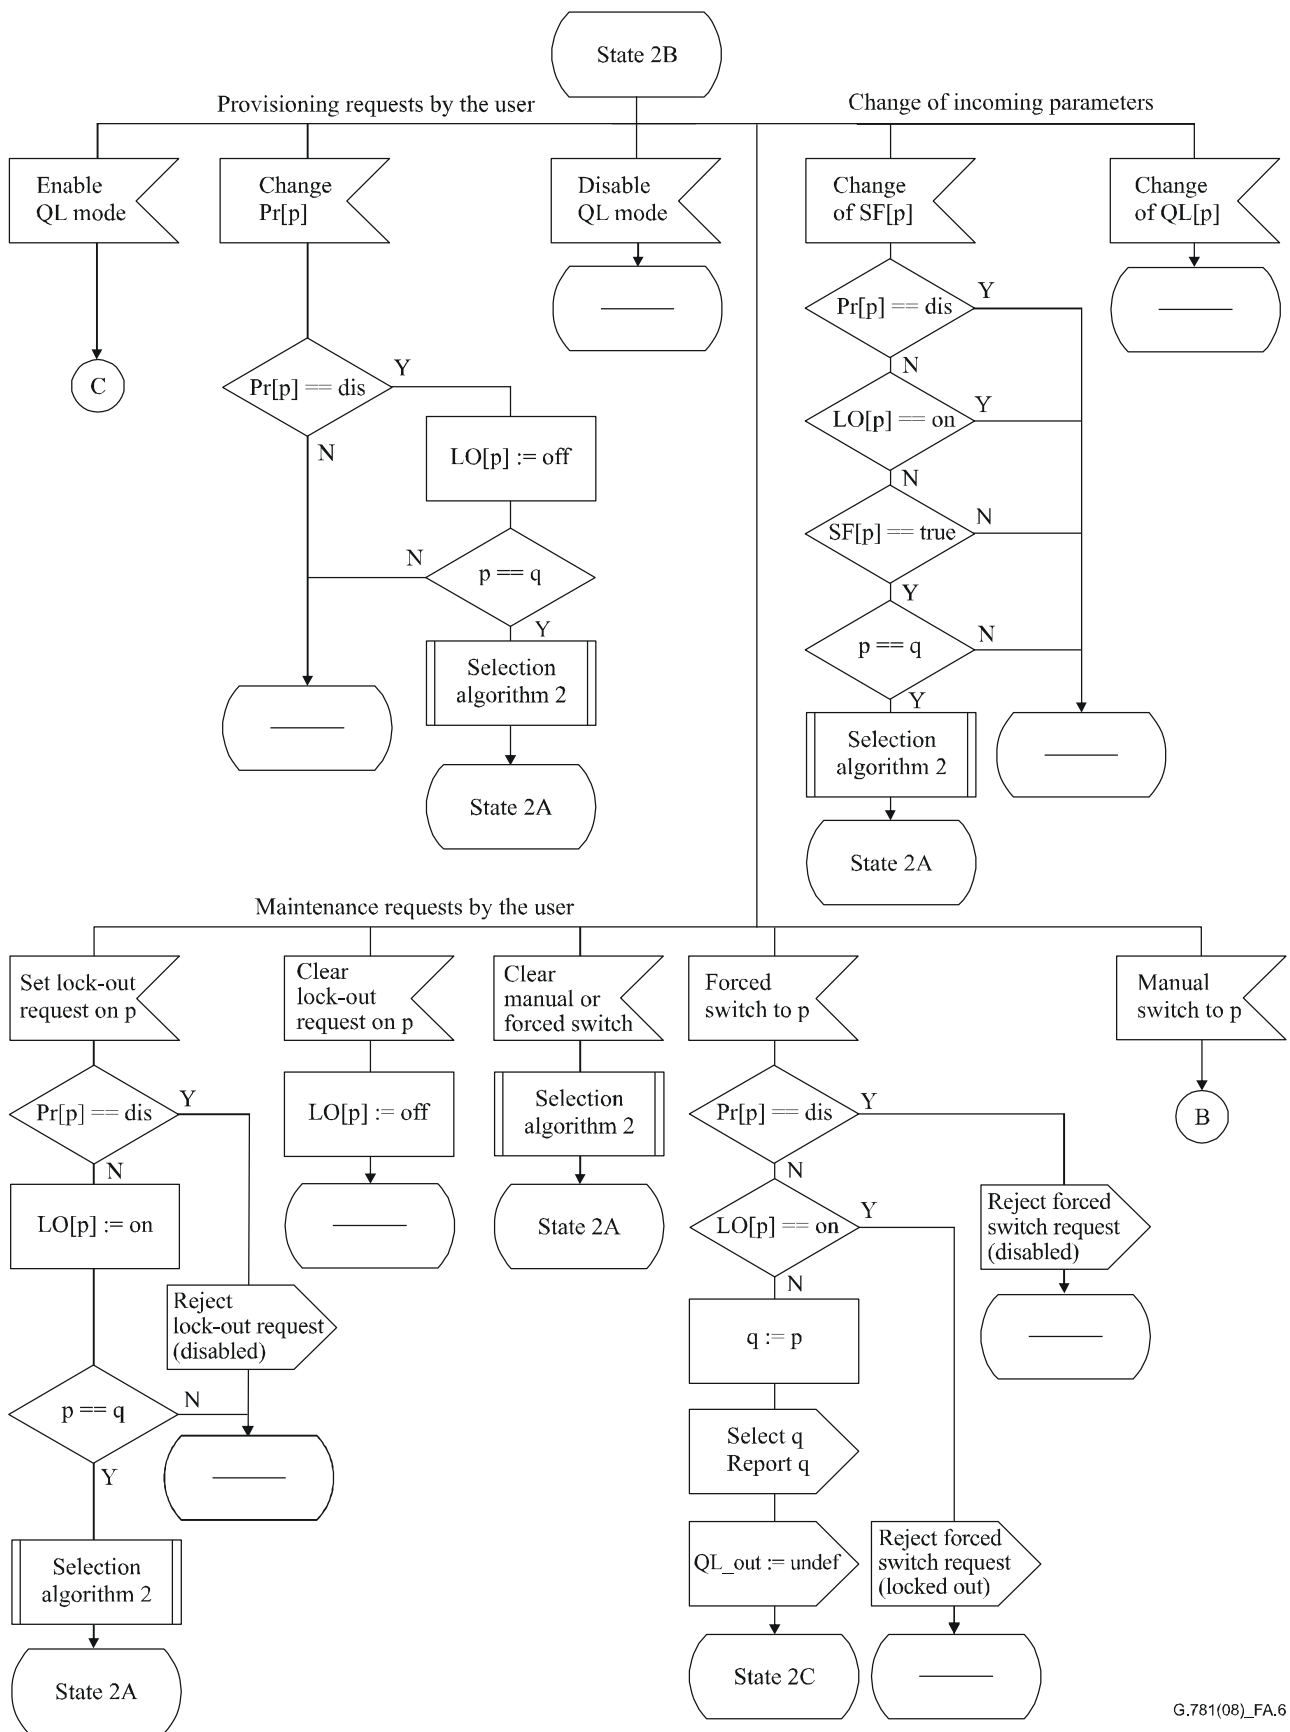 State 2B
Provisioning requests by the user
Change of incoming parameters
Enable
QL mode
Change
Pr[p]
Disable
QL mode
Change
of SF[p]
Change
of QL[p]
C
Pr[p] == dis
Y
N
LO[p] := off
p == q
N
Y
Selection
algorithm 2
State 2A
Pr[p] == dis
Y
N
LO[p] == on
Y
N
SF[p] == true
N
Y
p == q
N
Y
Selection
algorithm 2
State 2A
Maintenance requests by the user
Set lock-out
request on p
Clear
lock-out
request on p
Clear
manual or
forced switch
Forced
switch to p
Manual
switch to p
Pr[p] == dis
Y
N
LO[p] := on
Reject
lock-out request
(disabled)
p == q
N
Y
Selection
algorithm 2
State 2A
LO[p] := off
Selection
algorithm 2
State 2A
Pr[p] == dis
Y
N
LO[p] == on
Y
N
q := p
Select q
Report q
QL_out := undef
State 2C
Reject forced
switch request
(disabled)
Reject forced
switch request
(locked out)
B
G.781(08)_FA.6